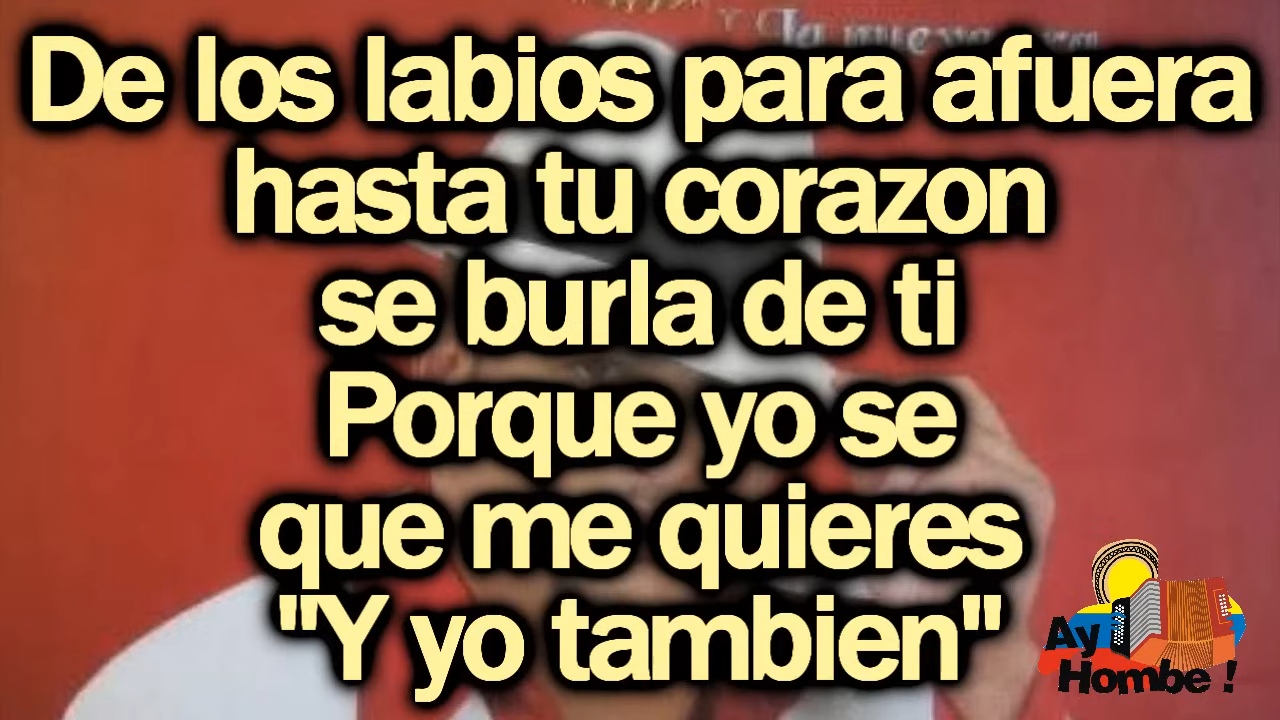 De los labios para afuera
hasta tu corazon
se burla de ti
Porque yo se
que me quieres
"Y yo tambien"
Ay
Hombe !